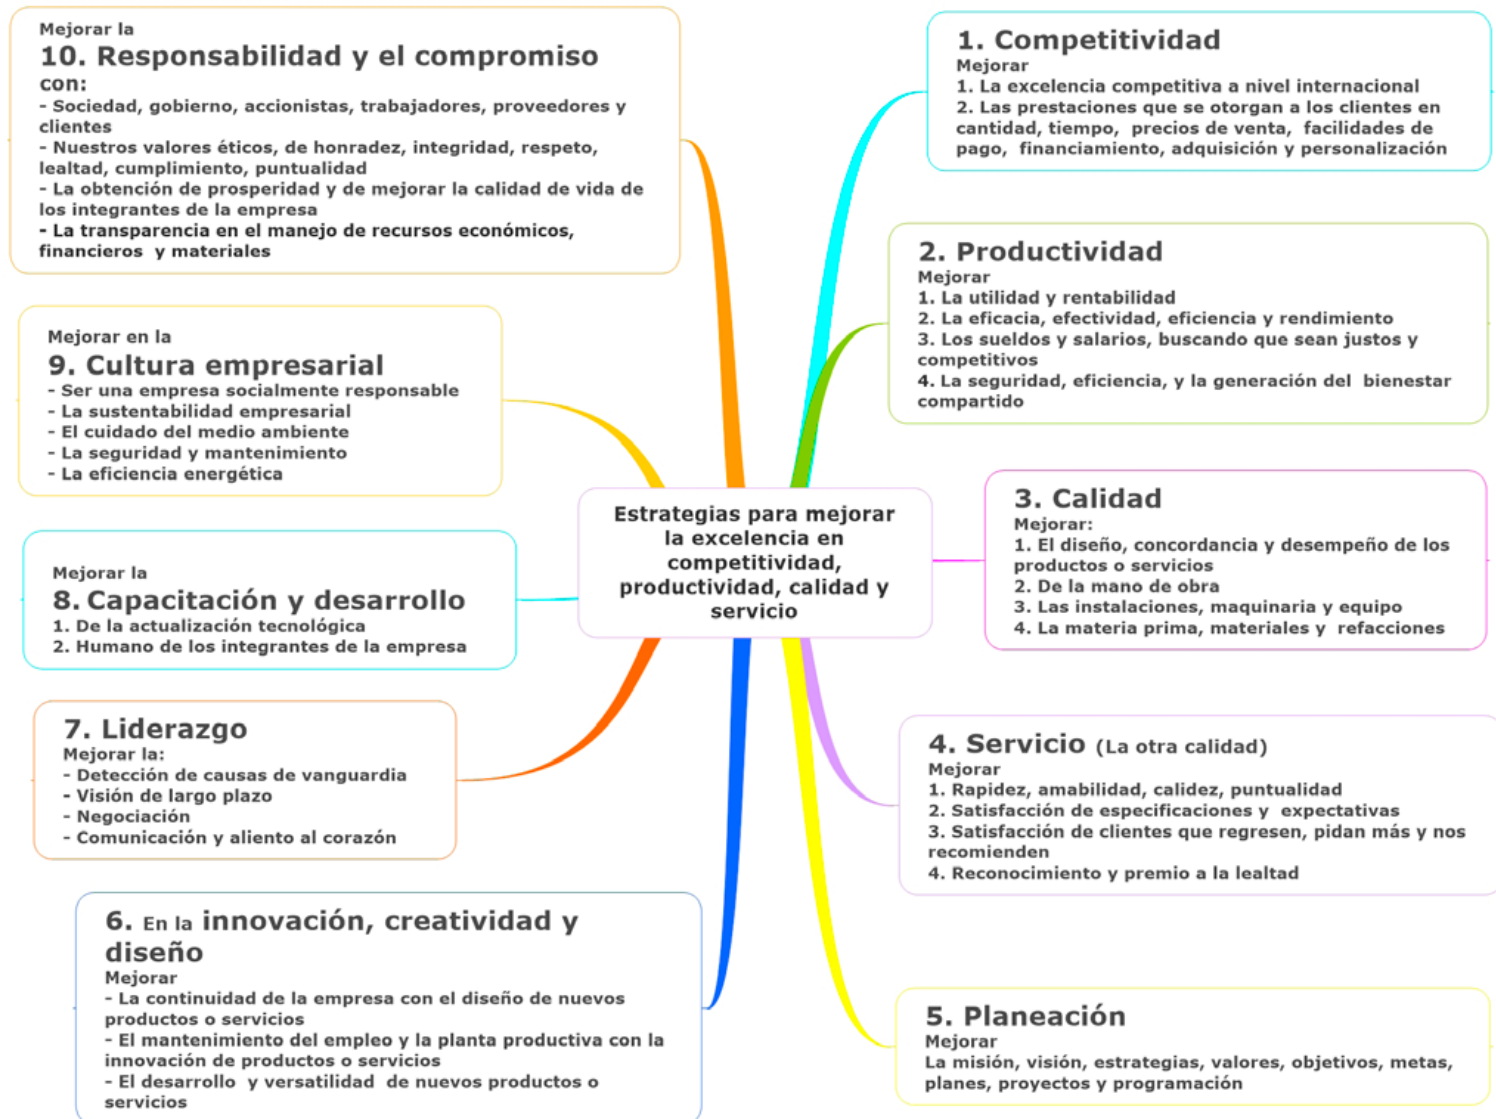 Estrategias para mejorar
la excelencia en
competitividad,
productividad, calidad y
servicio
1. Competitividad
Mejorar
1. La excelencia competitiva a nivel internacional
2. Las prestaciones que se otorgan a los clientes en
cantidad, tiempo, precios de venta, facilidades de
pago, financiamiento, adquisición y personalización
2. Productividad
Mejorar
1. La utilidad y rentabilidad
2. La eficacia, efectividad, eficiencia y rendimiento
3. Los sueldos y salarios, buscando que sean justos y
competitivos
4. La seguridad, eficiencia, y la generación del bienestar
compartido
3. Calidad
Mejorar:
1. El diseño, concordancia y desempeño de los
productos o servicios
2. De la mano de obra
3. Las instalaciones, maquinaria y equipo
4. La materia prima, materiales y refacciones
4. Servicio (La otra calidad)
Mejorar
1. Rapidez, amabilidad, calidez, puntualidad
2. Satisfacción de especificaciones y expectativas
3. Satisfacción de clientes que regresen, pidan más y nos
recomienden
4. Reconocimiento y premio a la lealtad
5. Planeación
Mejorar
La misión, visión, estrategias, valores, objetivos, metas,
planes, proyectos y programación
6. En la innovación, creatividad y
diseño
Mejorar
- La continuidad de la empresa con el diseño de nuevos
productos o servicios
- El mantenimiento del empleo y la planta productiva con la
innovación de productos o servicios
- El desarrollo y versatilidad de nuevos productos o
servicios
7. Liderazgo
Mejorar la:
- Detección de causas de vanguardia
- Visión de largo plazo
- Negociación
- Comunicación y aliento al corazón
Mejorar la
8. Capacitación y desarrollo
1. De la actualización tecnológica
2. Humano de los integrantes de la empresa
Mejorar en la
9. Cultura empresarial
- Ser una empresa socialmente responsable
- La sustentabilidad empresarial
- El cuidado del medio ambiente
- La seguridad y mantenimiento
- La eficiencia energética
Mejorar la
10. Responsabilidad y el compromiso
con:
- Sociedad, gobierno, accionistas, trabajadores, proveedores y
clientes
- Nuestros valores éticos, de honradez, integridad, respeto,
lealtad, cumplimiento, puntualidad
- La obtención de prosperidad y de mejorar la calidad de vida de
los integrantes de la empresa
- La transparencia en el manejo de recursos económicos,
financieros y materiales